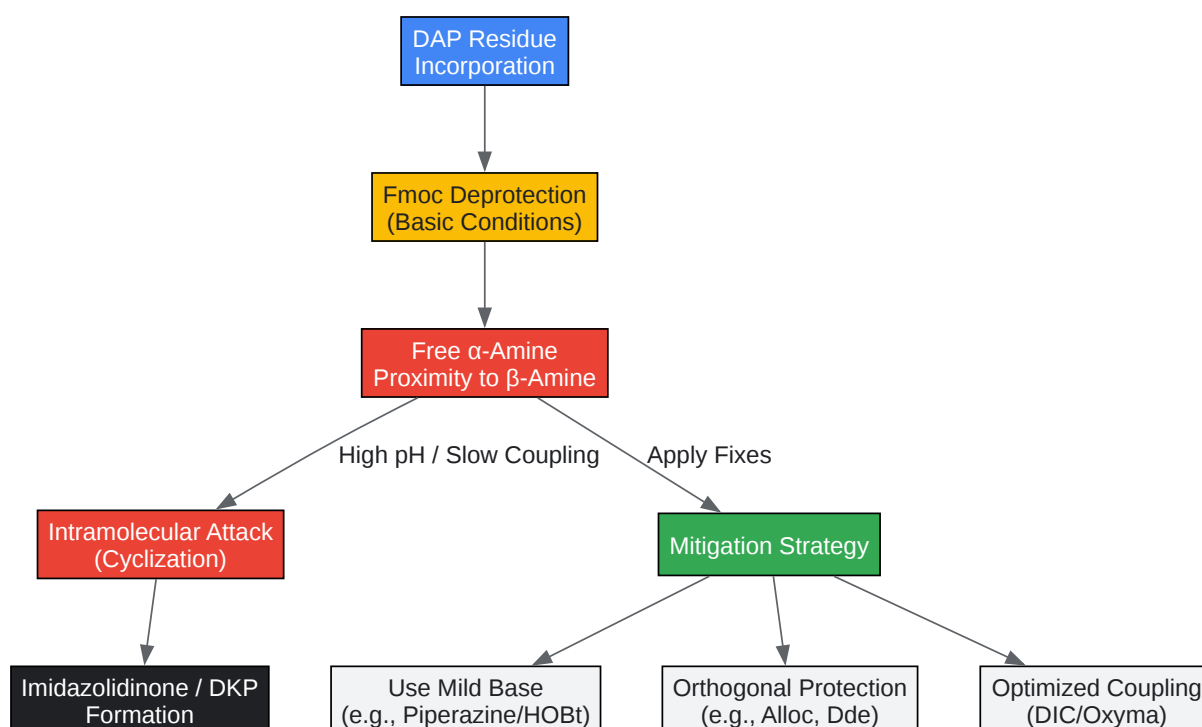 DAP Residue
Incorporation
Fmoc Deprotection
(Basic Conditions)
Free α-Amine
Proximity to β-Amine
High pH / Slow Coupling
Apply Fixes
Intramolecular Attack
(Cyclization)
Mitigation Strategy
Imidazolidinone / DKP
Formation
Use Mild Base
(e.g., Piperazine/HOBt)
Orthogonal Protection
(e.g., Alloc, Dde)
Optimized Coupling
(DIC/Oxyma)